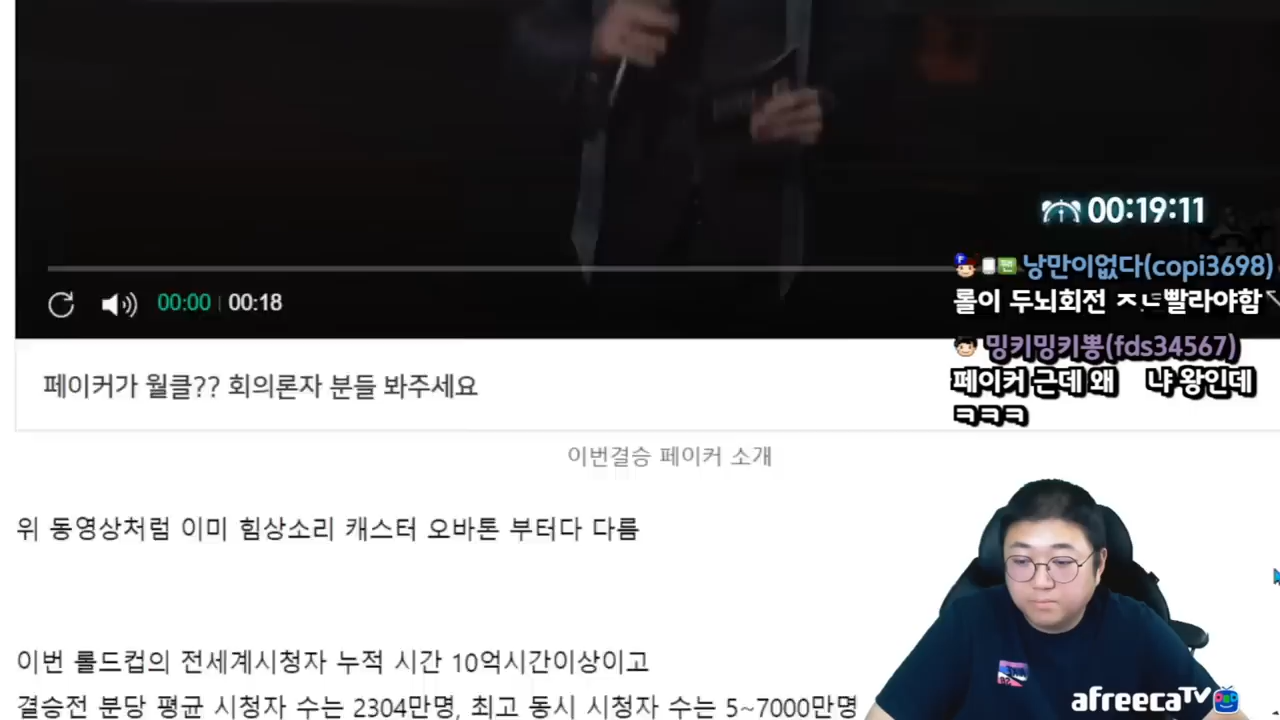 00:19:11
낭만이없다(copi3698)
롤이 두뇌회전 ㅈㄴ빨라야함
밍키밍키뽕(fds34567)
페이커 근데 왜 냐 왕인데
ㅋㅋㅋ
00:00 | 00:18
페이커가 월클?? 회의론자 분들 봐주세요
이번결승 페이커 소개
위 동영상처럼 이미 힘상소리 캐스터 오바톤 부터다 다름
이번 롤드컵의 전세계시청자 누적 시간 10억시간이상이고
결승전 분당 평균 시청자 수는 2304만명, 최고 동시 시청자 수는 5~7000만명
afreecaTV